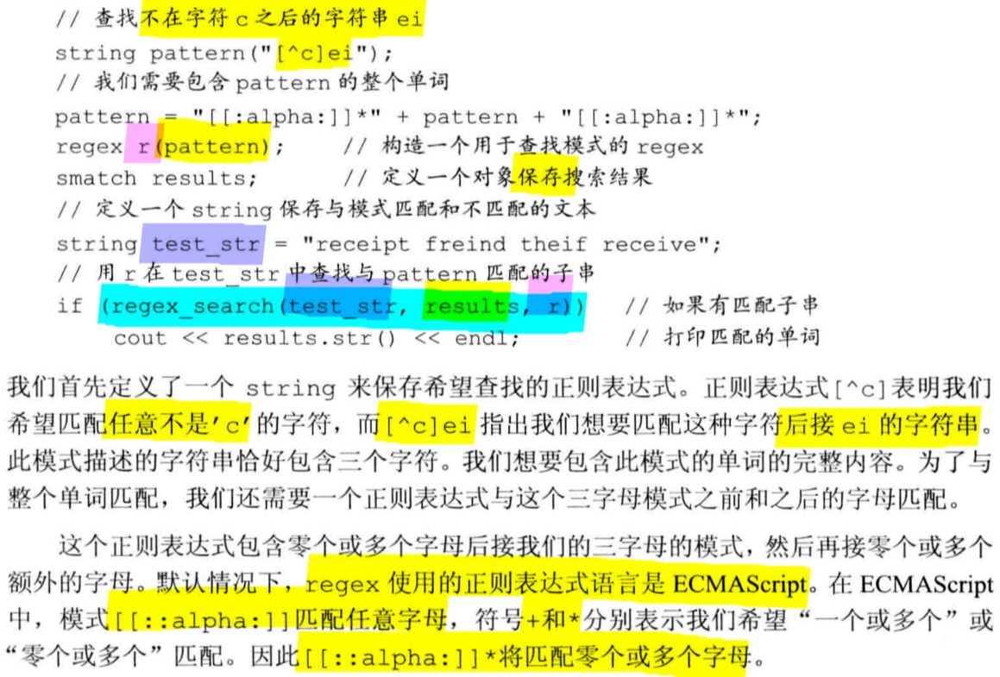 // 查找不在字符 c 之后的字符串 ei
string pattern("[^c]ei");
// 我们需要包含 pattern 的整个单词
pattern = "[[:alpha:]]*" + pattern + "[[:alpha:]]*";
regex r(pattern); // 构造一个用于查找模式的 regex
smatch results; // 定义一个对象保存搜索结果
// 定义一个 string 保存与模式匹配和不匹配的文本
string test_str = "receipt freind theif receive";
// 用 r 在 test_str 中查找与 pattern 匹配的子串
if (regex_search(test_str, results, r)) // 如果有匹配子串
cout << results.str() << endl; // 打印匹配的单词
我们首先定义了一个 string 来保存希望查找的正则表达式。正则表达式[^c]表明我们
希望匹配任意不是'c'的字符，而[^c]ei 指出我们想要匹配这种字符后接 ei 的字符串。
此模式描述的字符串恰好包含三个字符。我们想要包含此模式的单词的完整内容。为了与
整个单词匹配，我们还需要一个正则表达式与这个三字母模式之前和之后的字母匹配。
这个正则表达式包含零个或多个字母后接我们的三字母的模式，然后再接零个或多个
额外的字母。默认情况下，regex 使用的正则表达式语言是 ECMAScript。在 ECMAScript
中，模式[[::alpha:]]匹配任意字母，符号+和*分别表示我们希望“一个或多个”或
“零个或多个”匹配。因此[[::alpha:]]*将匹配零个或多个字母。